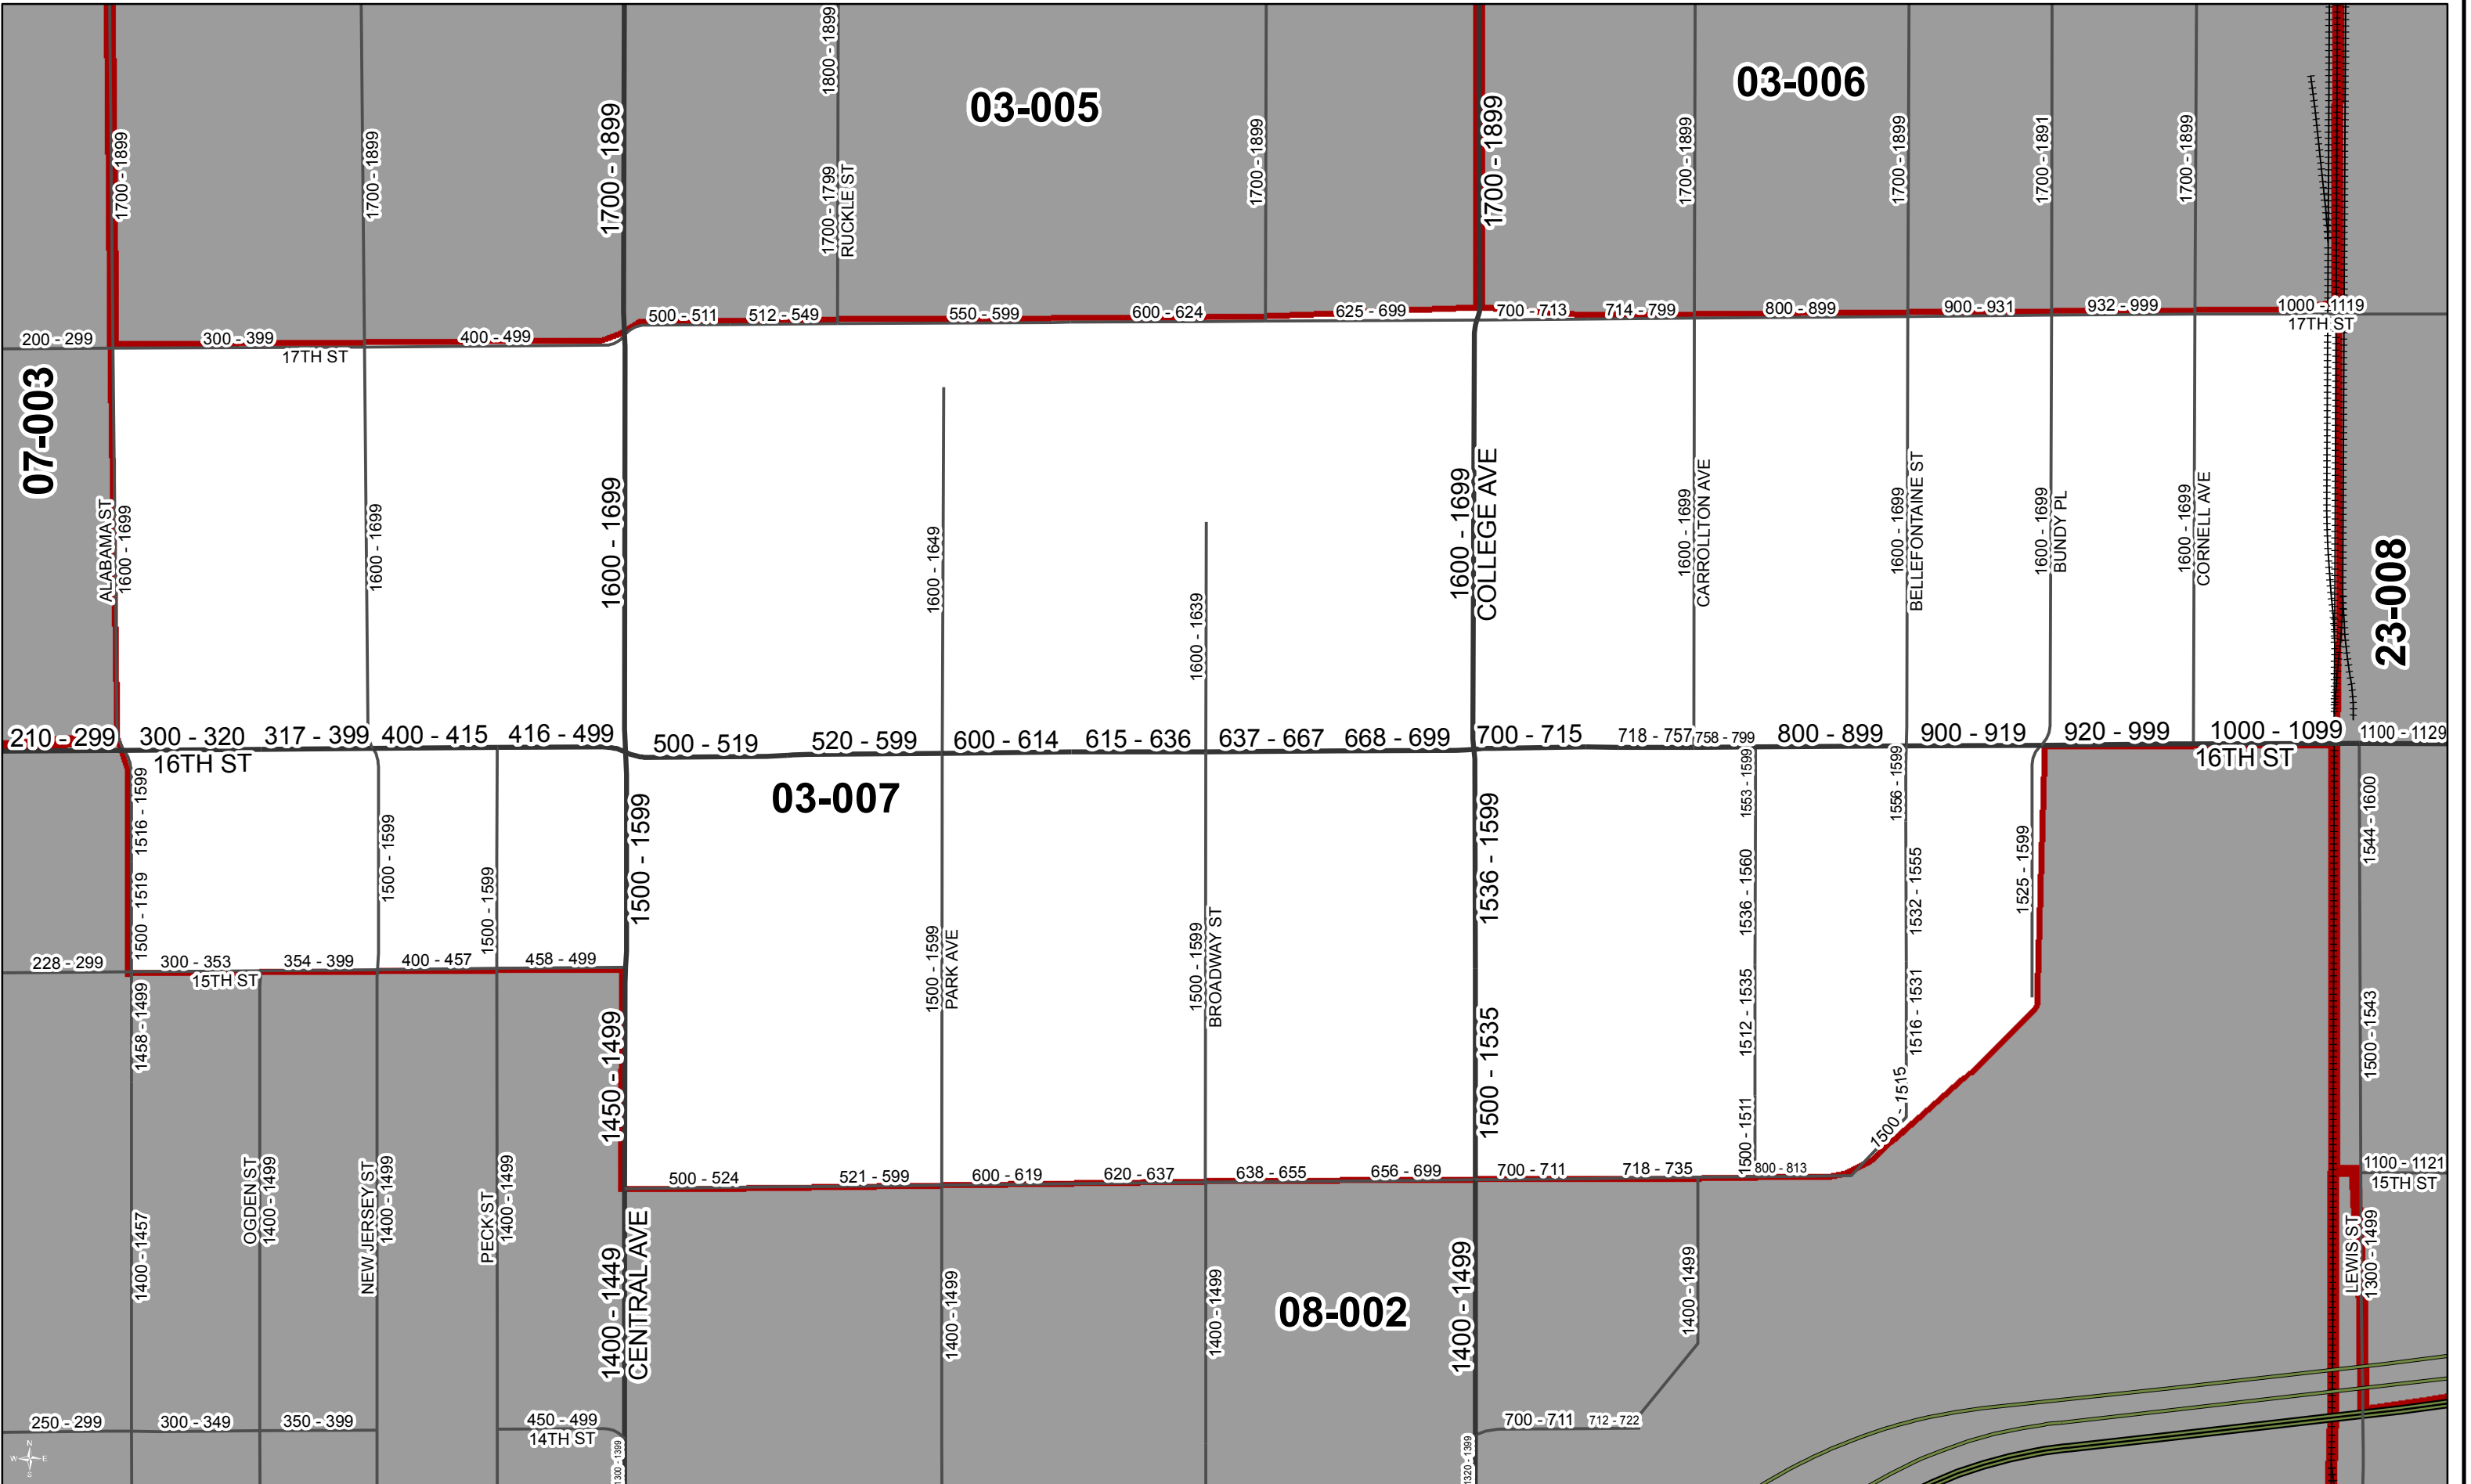 1800 - 1899
03-005
03-006
1700 - 1899
1700 - 1899
1700 - 1899
1700 - 1799
RUCKLE ST
1700 - 1899
1700 - 1899
1700 - 1899
1700 - 1899
1700 - 1891
1700 - 1899
200 - 299
300 - 399
17TH ST
400 - 499
500 - 511
512 - 549
550 - 599
600 - 624
625 - 699
700 - 713
714 - 799
800 - 899
900 - 931
932 - 999
1000 - 1119
17TH ST
07-003
ALABAMA ST
1600 - 1699
1600 - 1699
1600 - 1699
1600 - 1649
1600 - 1639
1600 - 1699
COLLEGE AVE
1600 - 1699
CARROLLTON AVE
1600 - 1699
BELLEFONTAINE ST
1600 - 1699
BUNDY PL
1600 - 1699
CORNELL AVE
23-008
210 - 299
300 - 320
317 - 399
400 - 415
416 - 499
500 - 519
520 - 599
600 - 614
615 - 636
637 - 667
668 - 699
700 - 715
718 - 757
758 - 799
800 - 899
900 - 919
920 - 999
1000 - 1099
1100 - 1129
16TH ST
16TH ST
03-007
1516 - 1599
1500 - 1519
1500 - 1599
1500 - 1599
1500 - 1599
1500 - 1599
PARK AVE
1500 - 1599
BROADWAY ST
1536 - 1599
1500 - 1535
1553 - 1599
1536 - 1560
1512 - 1535
1500 - 1511
1556 - 1599
1532 - 1555
1516 - 1531
1500 - 1515
1525 - 1599
1544 - 1600
1500 - 1543
228 - 299
300 - 353
15TH ST
354 - 399
400 - 457
458 - 499
1458 - 1499
1450 - 1499
500 - 524
521 - 599
600 - 619
620 - 637
638 - 655
656 - 699
700 - 711
718 - 735
800 - 813
1100 - 1121
15TH ST
1400 - 1457
OGDEN ST
1400 - 1499
NEW JERSEY ST
1400 - 1499
PECK ST
1400 - 1499
1400 - 1449
CENTRAL AVE
1400 - 1499
1400 - 1499
08-002
1400 - 1499
1400 - 1499
LEWIS ST
1300 - 1499
250 - 299
300 - 349
350 - 399
450 - 499
14TH ST
700 - 711
712 - 722
1300 - 1399
1320 - 1399
N
W E
S